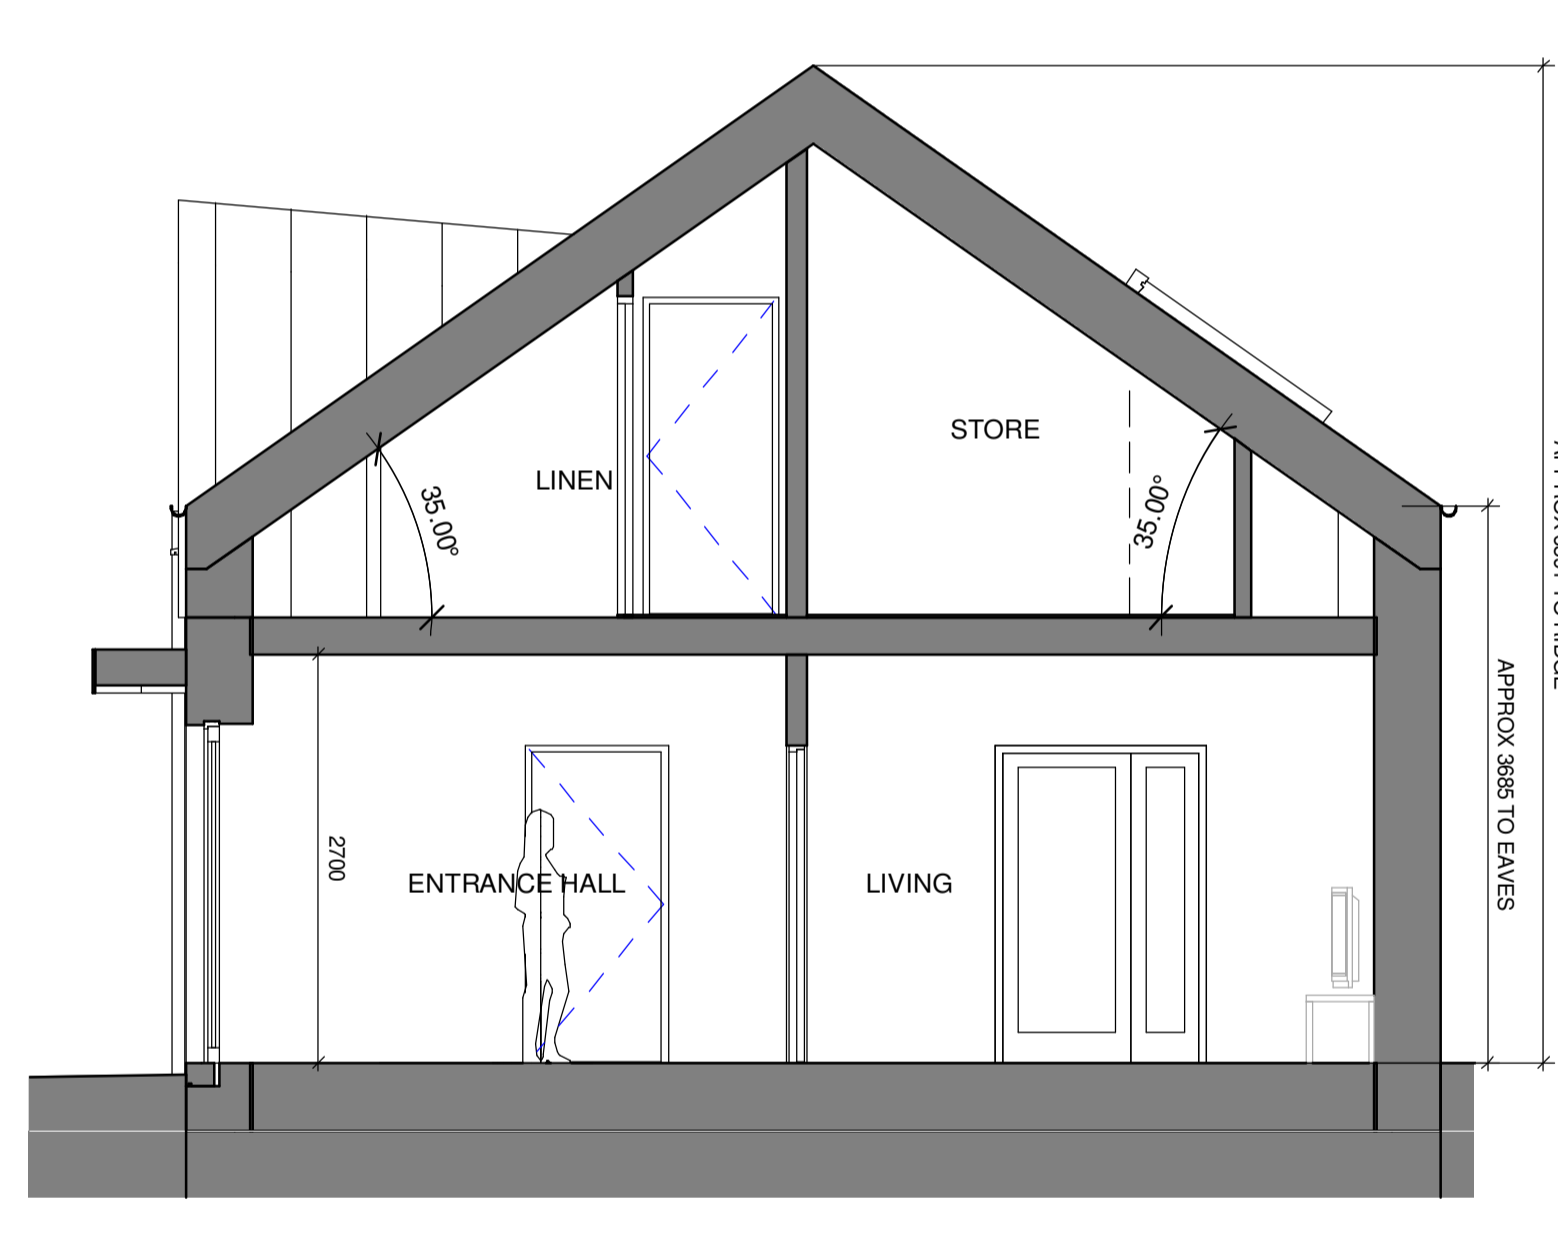 STORE
LINEN
35.00°
35.00°
2700
ENTRANCE HALL
LIVING
APPROX 3685 TO EAVES